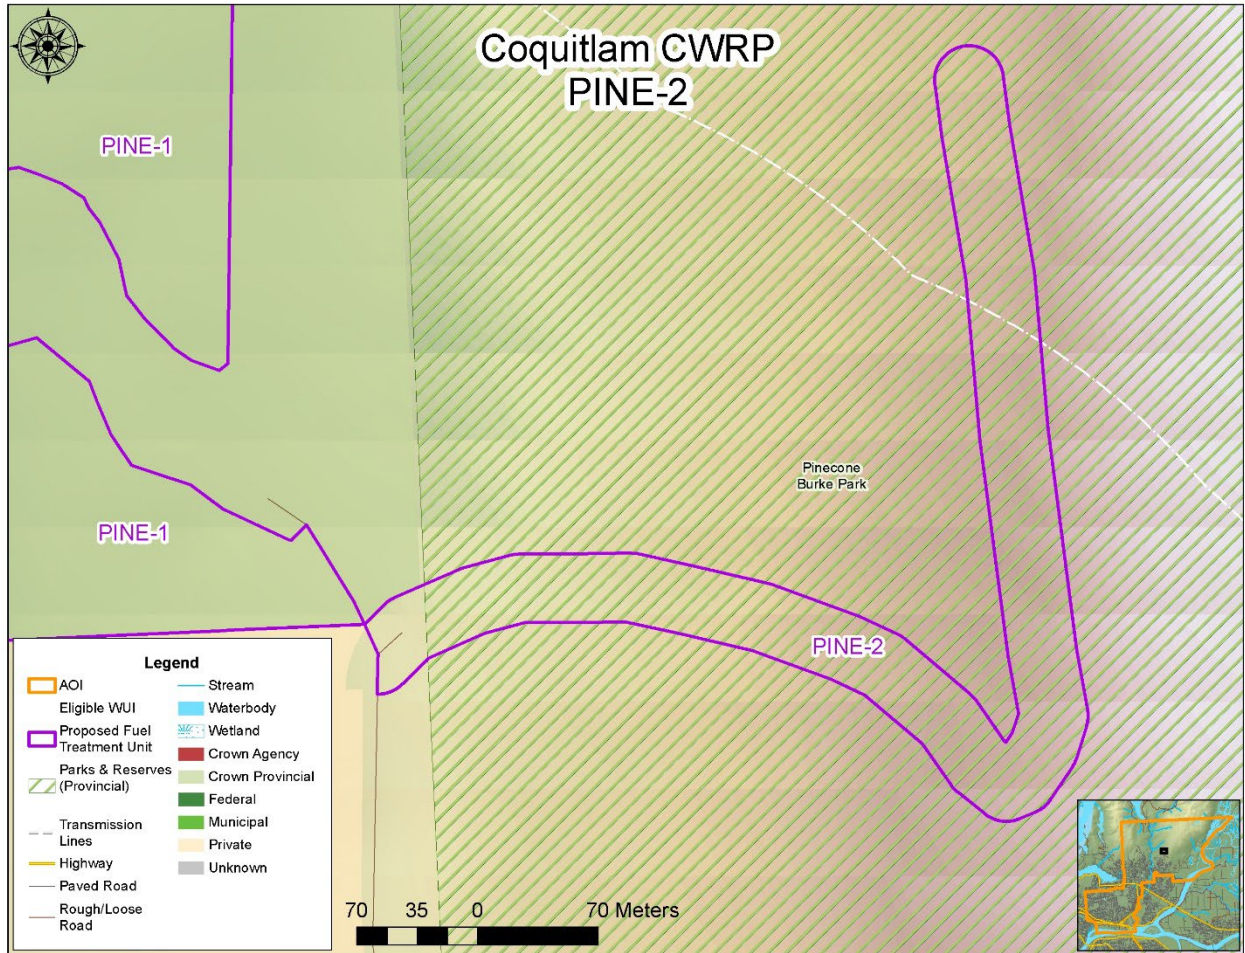 Coquitlam CWRP
PINE-2
PINE-1
Pinecone
Burke Park
PINE-1
PINE-2
Legend
AOI
Eligible WUI
Proposed Fuel
Treatment Unit
Parks & Reserves
(Provincial)
Transmission
Lines
Highway
Paved Road
Rough/Loose
Road
Stream
Waterbody
Wetland
Crown Agency
Crown Provincial
Federal
Municipal
Private
Unknown
70 35 0 70 Meters